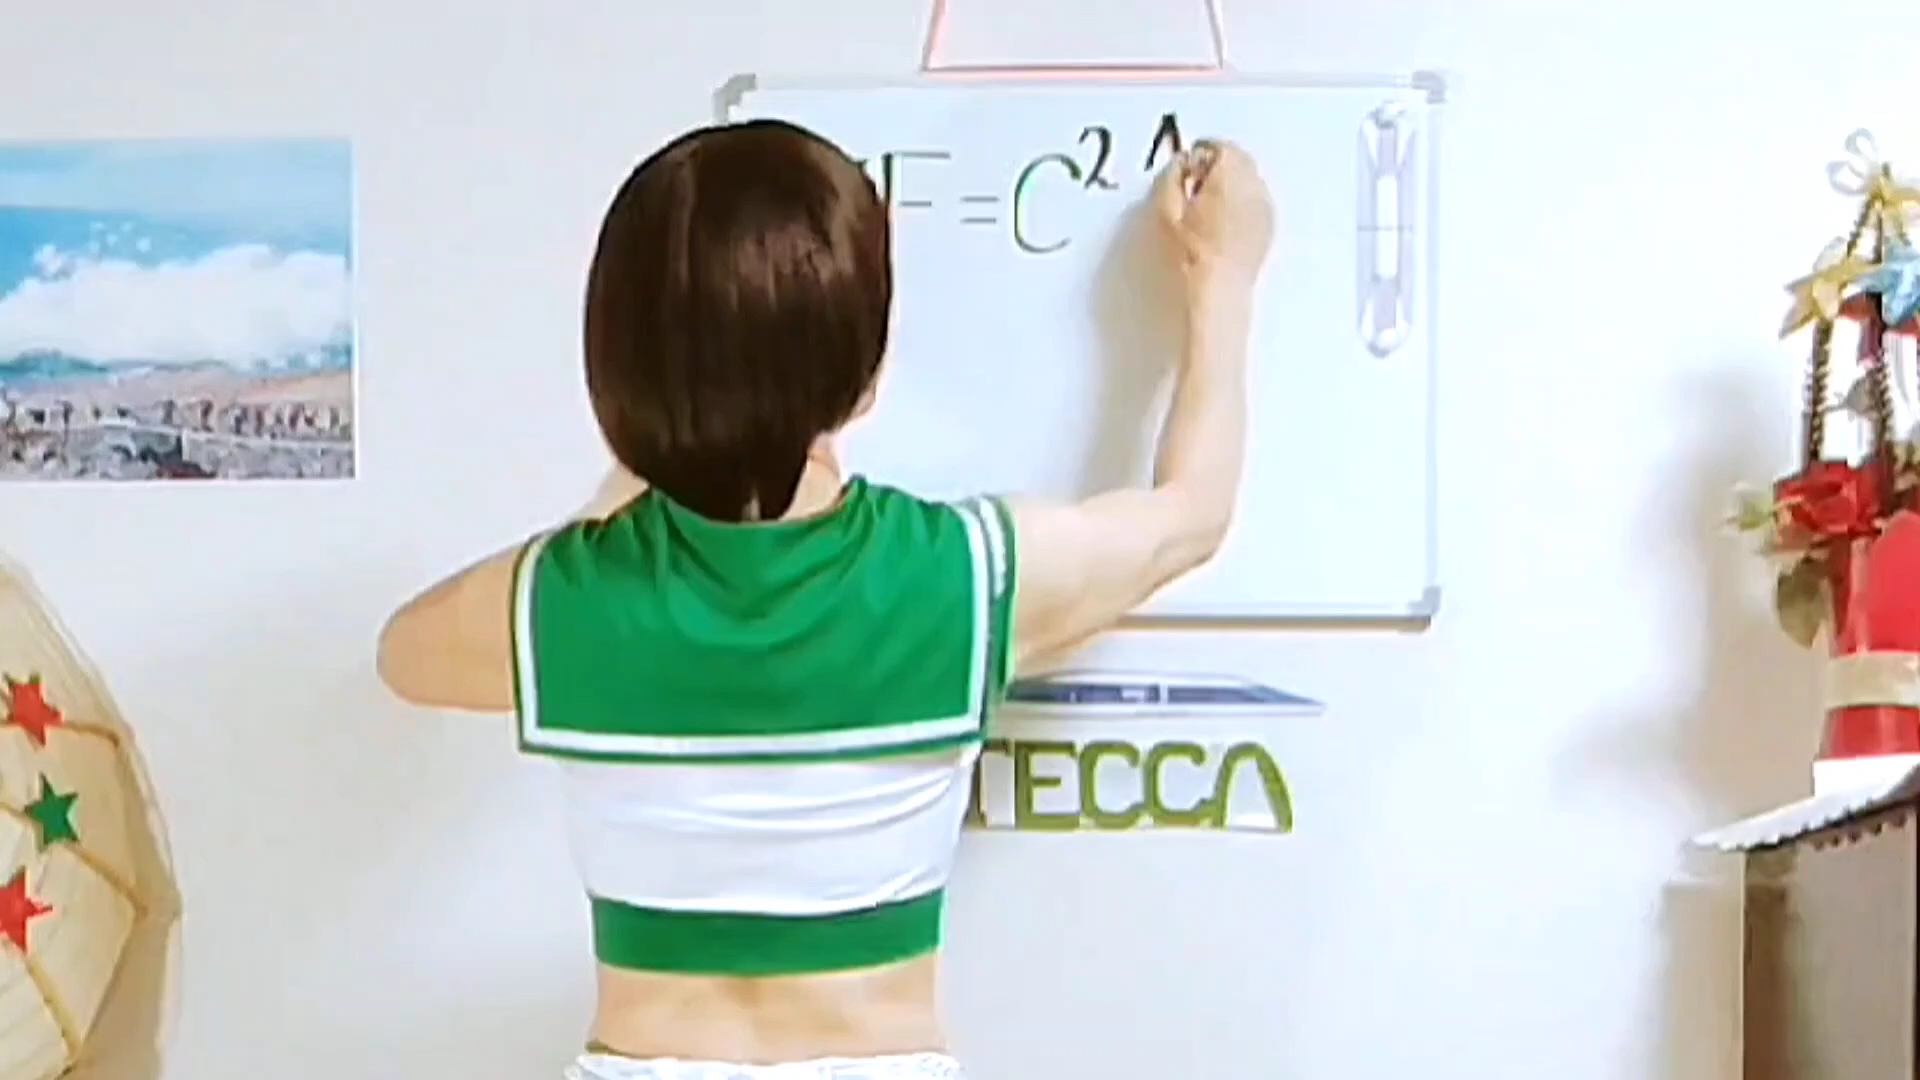 F = C²
TECCA